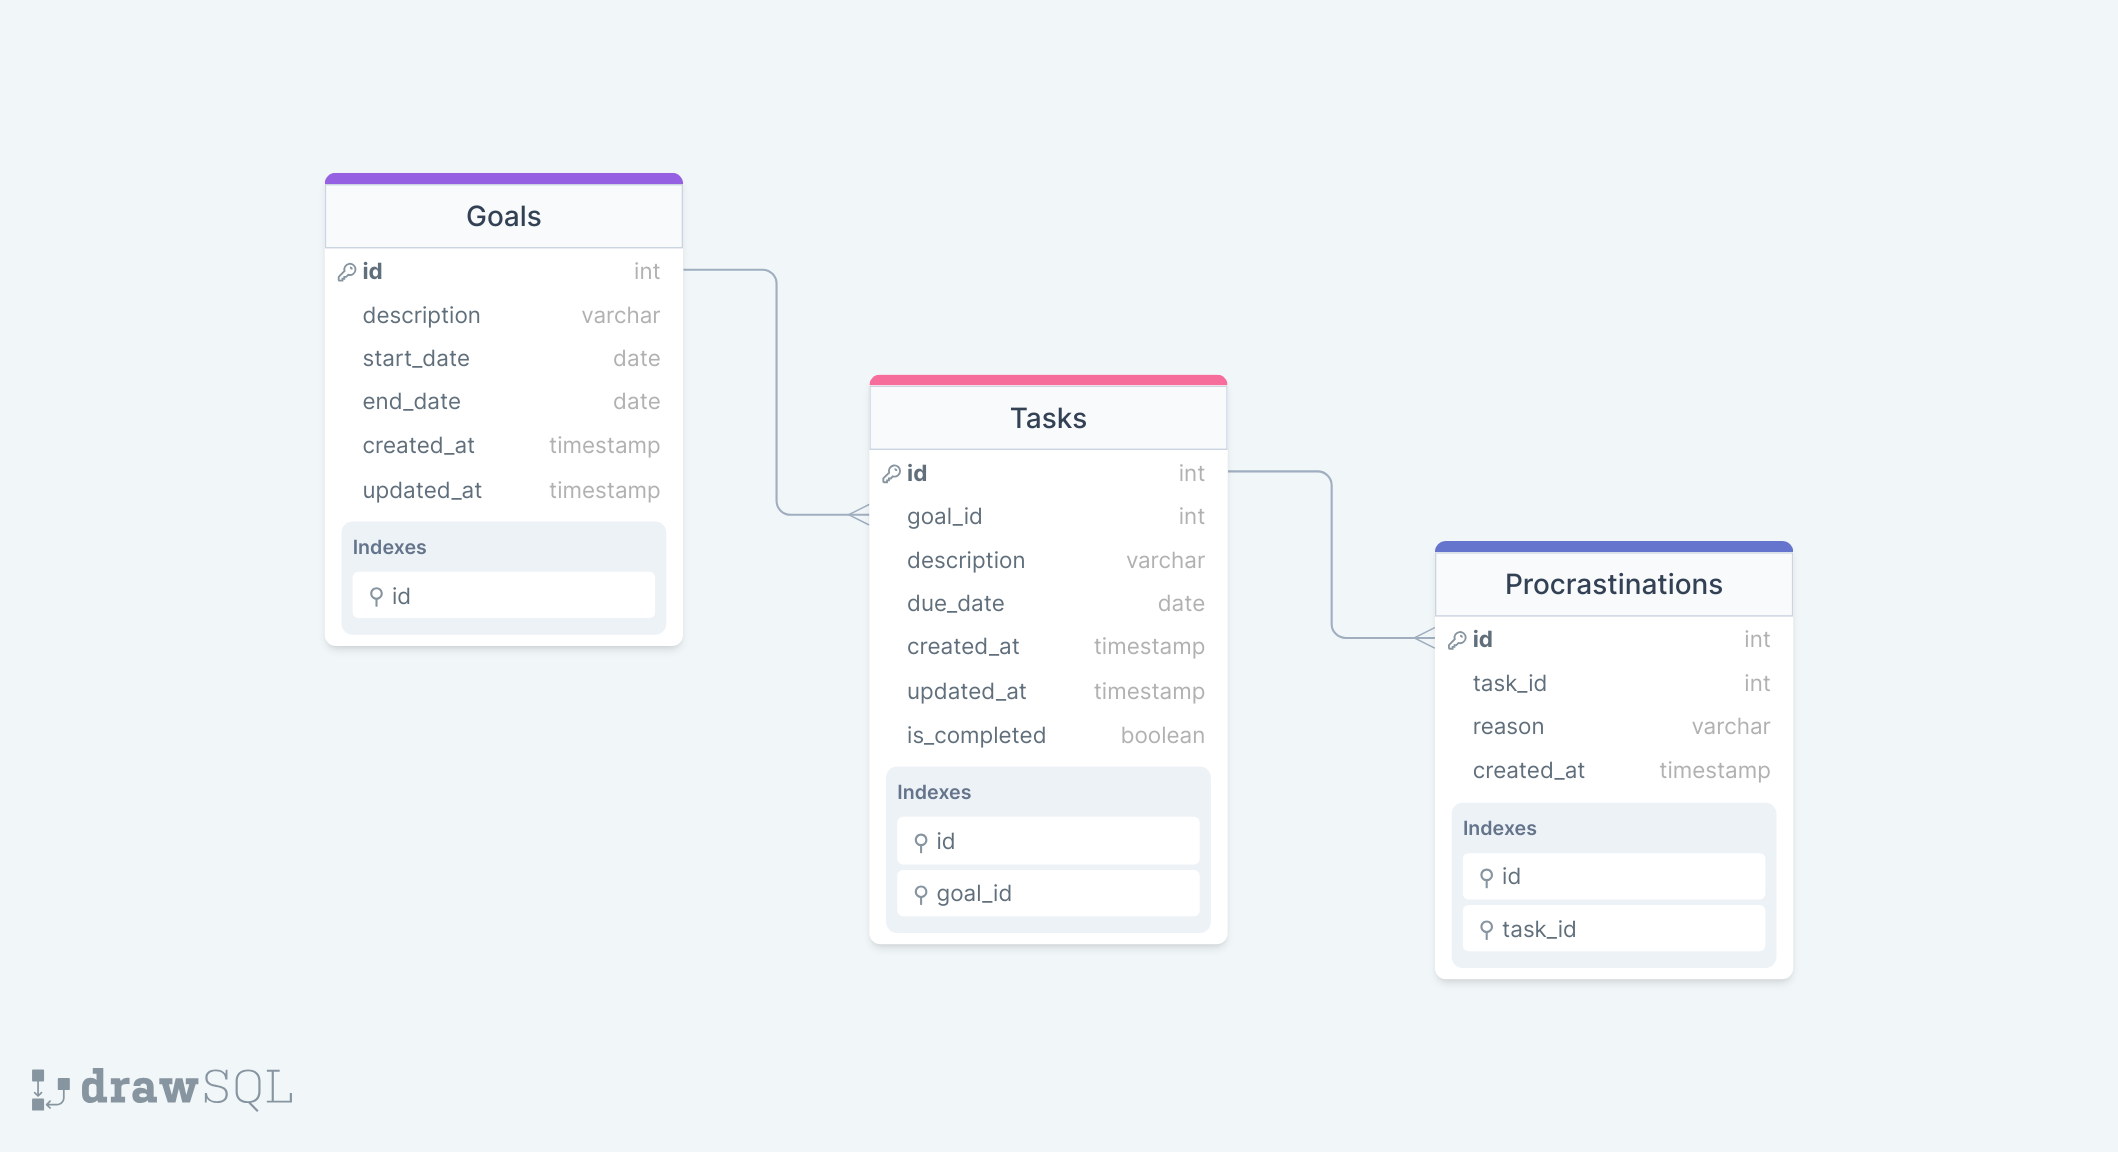 Goals
id int
description varchar
start_date date
end_date date
created_at timestamp
updated_at timestamp
Indexes
id
Tasks
id int
goal_id int
description varchar
due_date date
created_at timestamp
updated_at timestamp
is_completed boolean
Indexes
id
goal_id
Procrastinations
id int
task_id int
reason varchar
created_at timestamp
Indexes
id
task_id
drawSQL